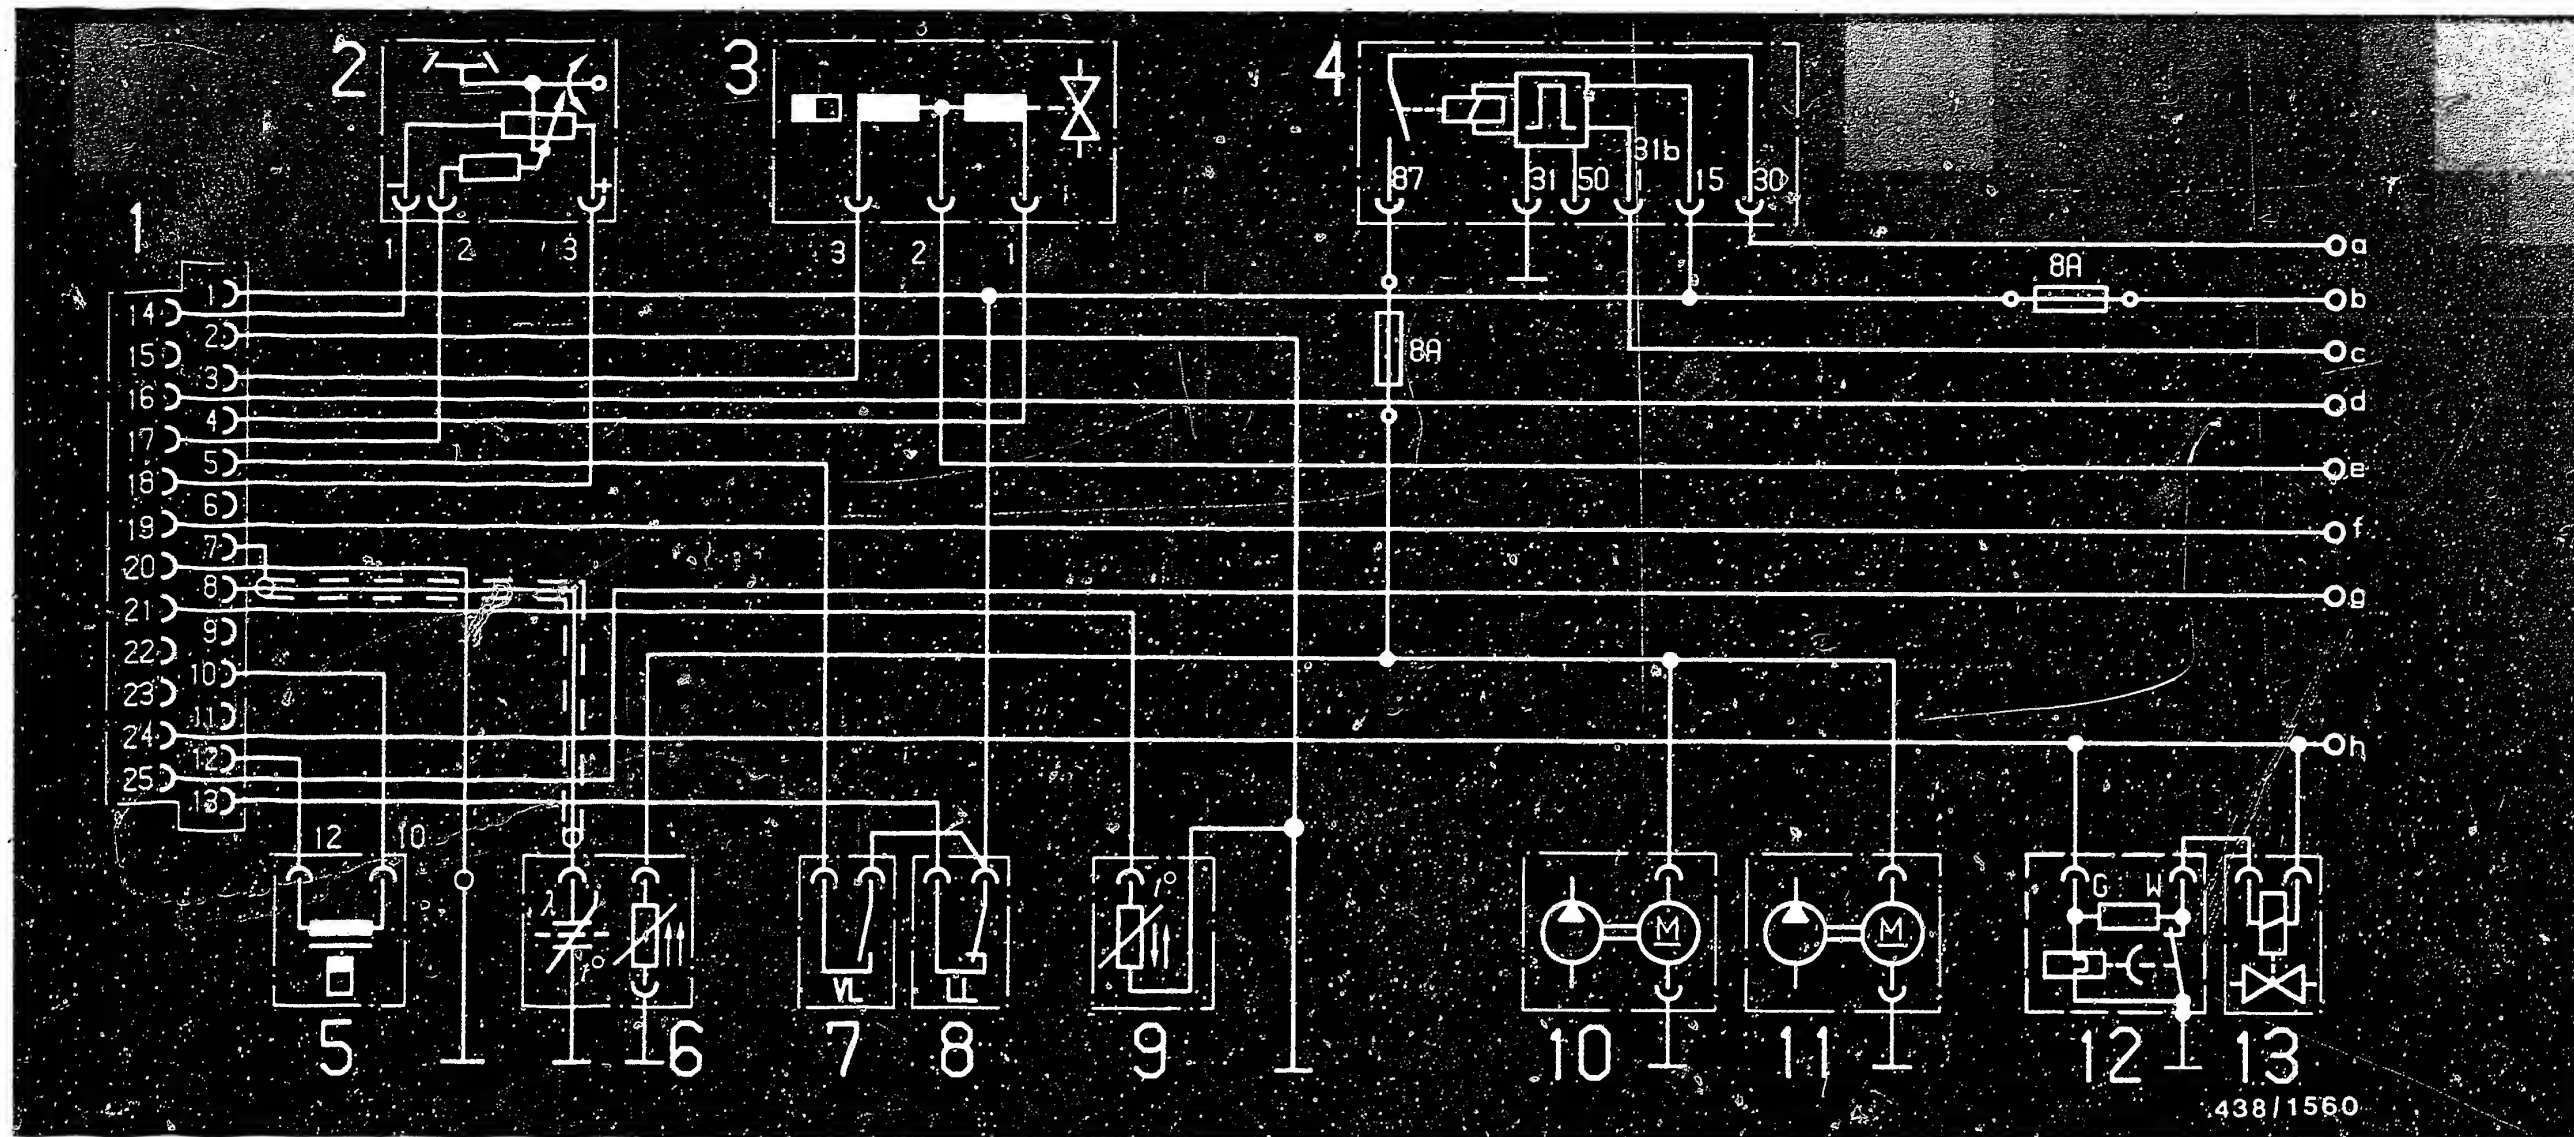 2 3 4
31b
87 31 50 1 15 30
- +
1
1 2 3 3 2 1
a
8A
14 1 b
2
15 8A c
3
16 d
4
17
5 e
18
6
19 f
7
20
8 g
21
9
22
10
23
11
24 h
12
25
13
12 10
λ t° t° G W
M M
t°
VL LL
5 6 7 8 9 10 11 12 13
438/1560